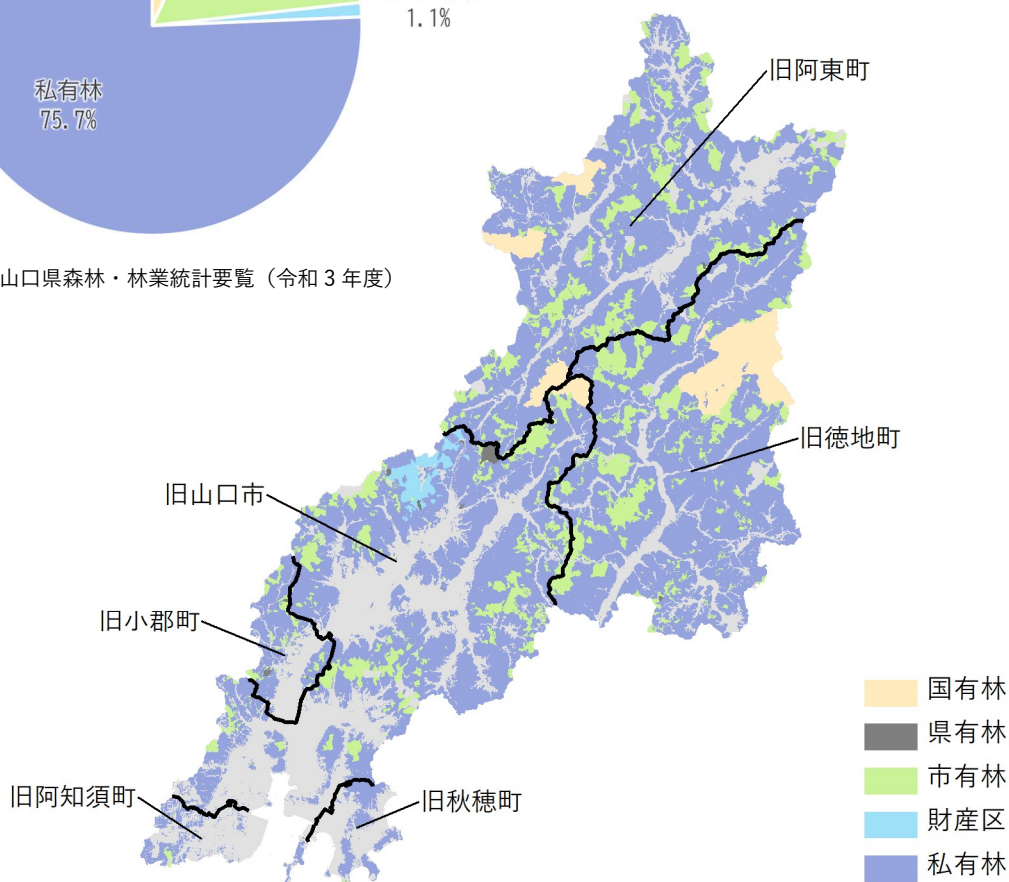 1.1%
私有林
75.7%
山口県森林・林業統計要覧（令和3年度）
旧阿東町
旧徳地町
旧山口市
旧小郡町
旧阿知須町
旧秋穂町
国有林
県有林
市有林
財産区
私有林